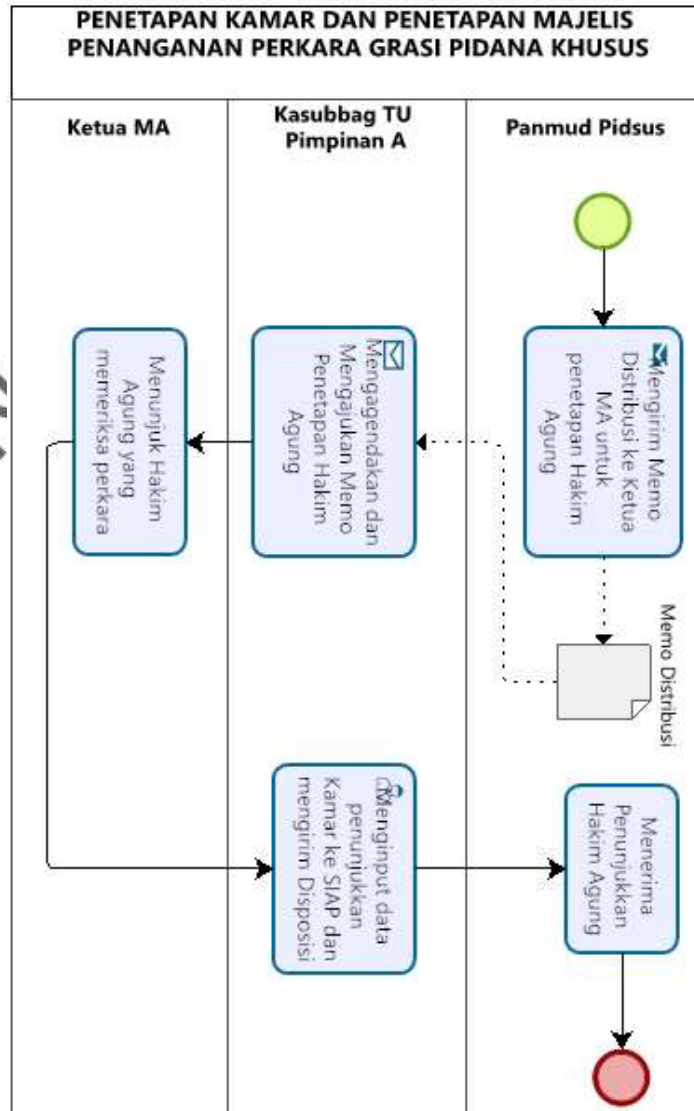 PENETAPAN KAMAR DAN PENETAPAN MAJELIS
PENANGANAN PERKARA GRASI PIDANA KHUSUS
Ketua MA
Kasubbag TU
Pimpinan A
Panmud Pidsus
Mengirim Memo
Distribusi ke Ketua
MA untuk
penetapan Hakim
Agung
Memo Distribusi
Mengagendakan dan
Mengajukan Memo
Penetapan Hakim
Agung
Menunjuk Hakim
Agung yang
memeriksa perkara
Menginput data
penunjukkan
Kamar ke SIAP dan
mengirim Disposisi
Menerima
Penunjukkan
Hakim Agung